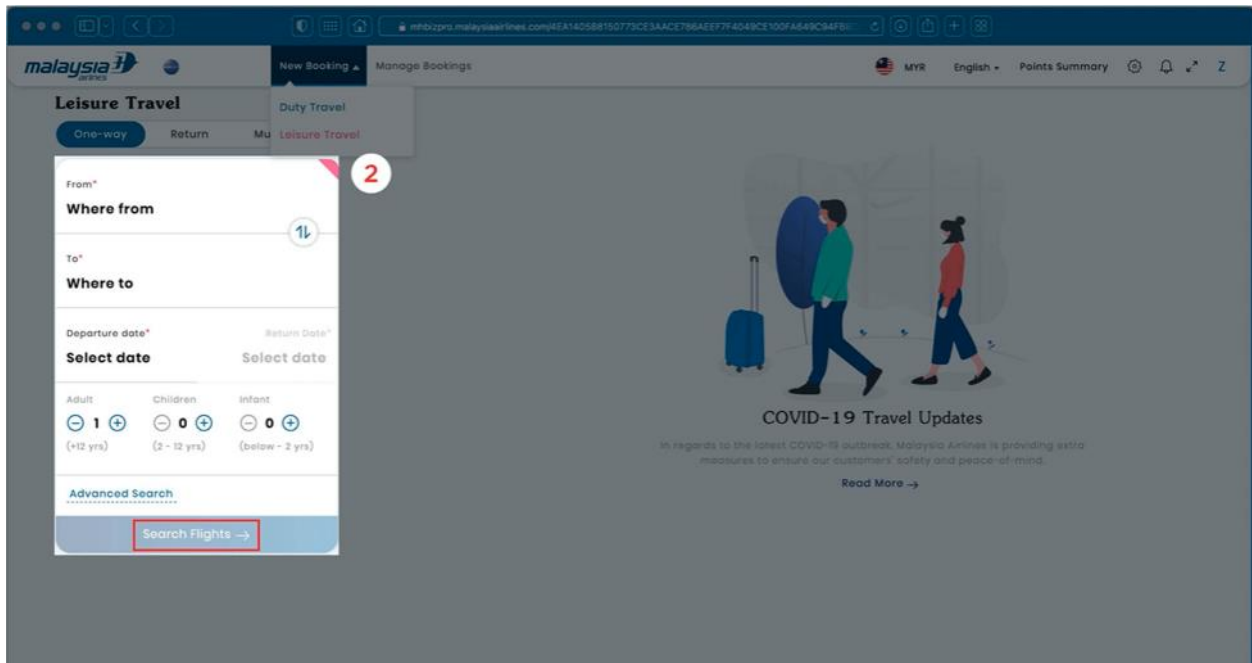 mhbizpro.malaysiaairlines.com/4EA1405B8150773CE3AACE786AEEF7F4049CE100FA649C94FB
malaysia airlines
New Booking
Manage Bookings
MYR
English
Points Summary
Z
Leisure Travel
Duty Travel
One-way
Return
Mu
Leisure Travel
2
From*
Where from
To*
Where to
Departure date*
Return Date*
Select date
Select date
Adult
Children
Infant
1
0
0
(+12 yrs)
(2 - 12 yrs)
(below - 2 yrs)
Advanced Search
Search Flights →
COVID-19 Travel Updates
In regards to the latest COVID-19 outbreak, Malaysia Airlines is providing extra
measures to ensure our customers' safety and peace-of-mind.
Read More →